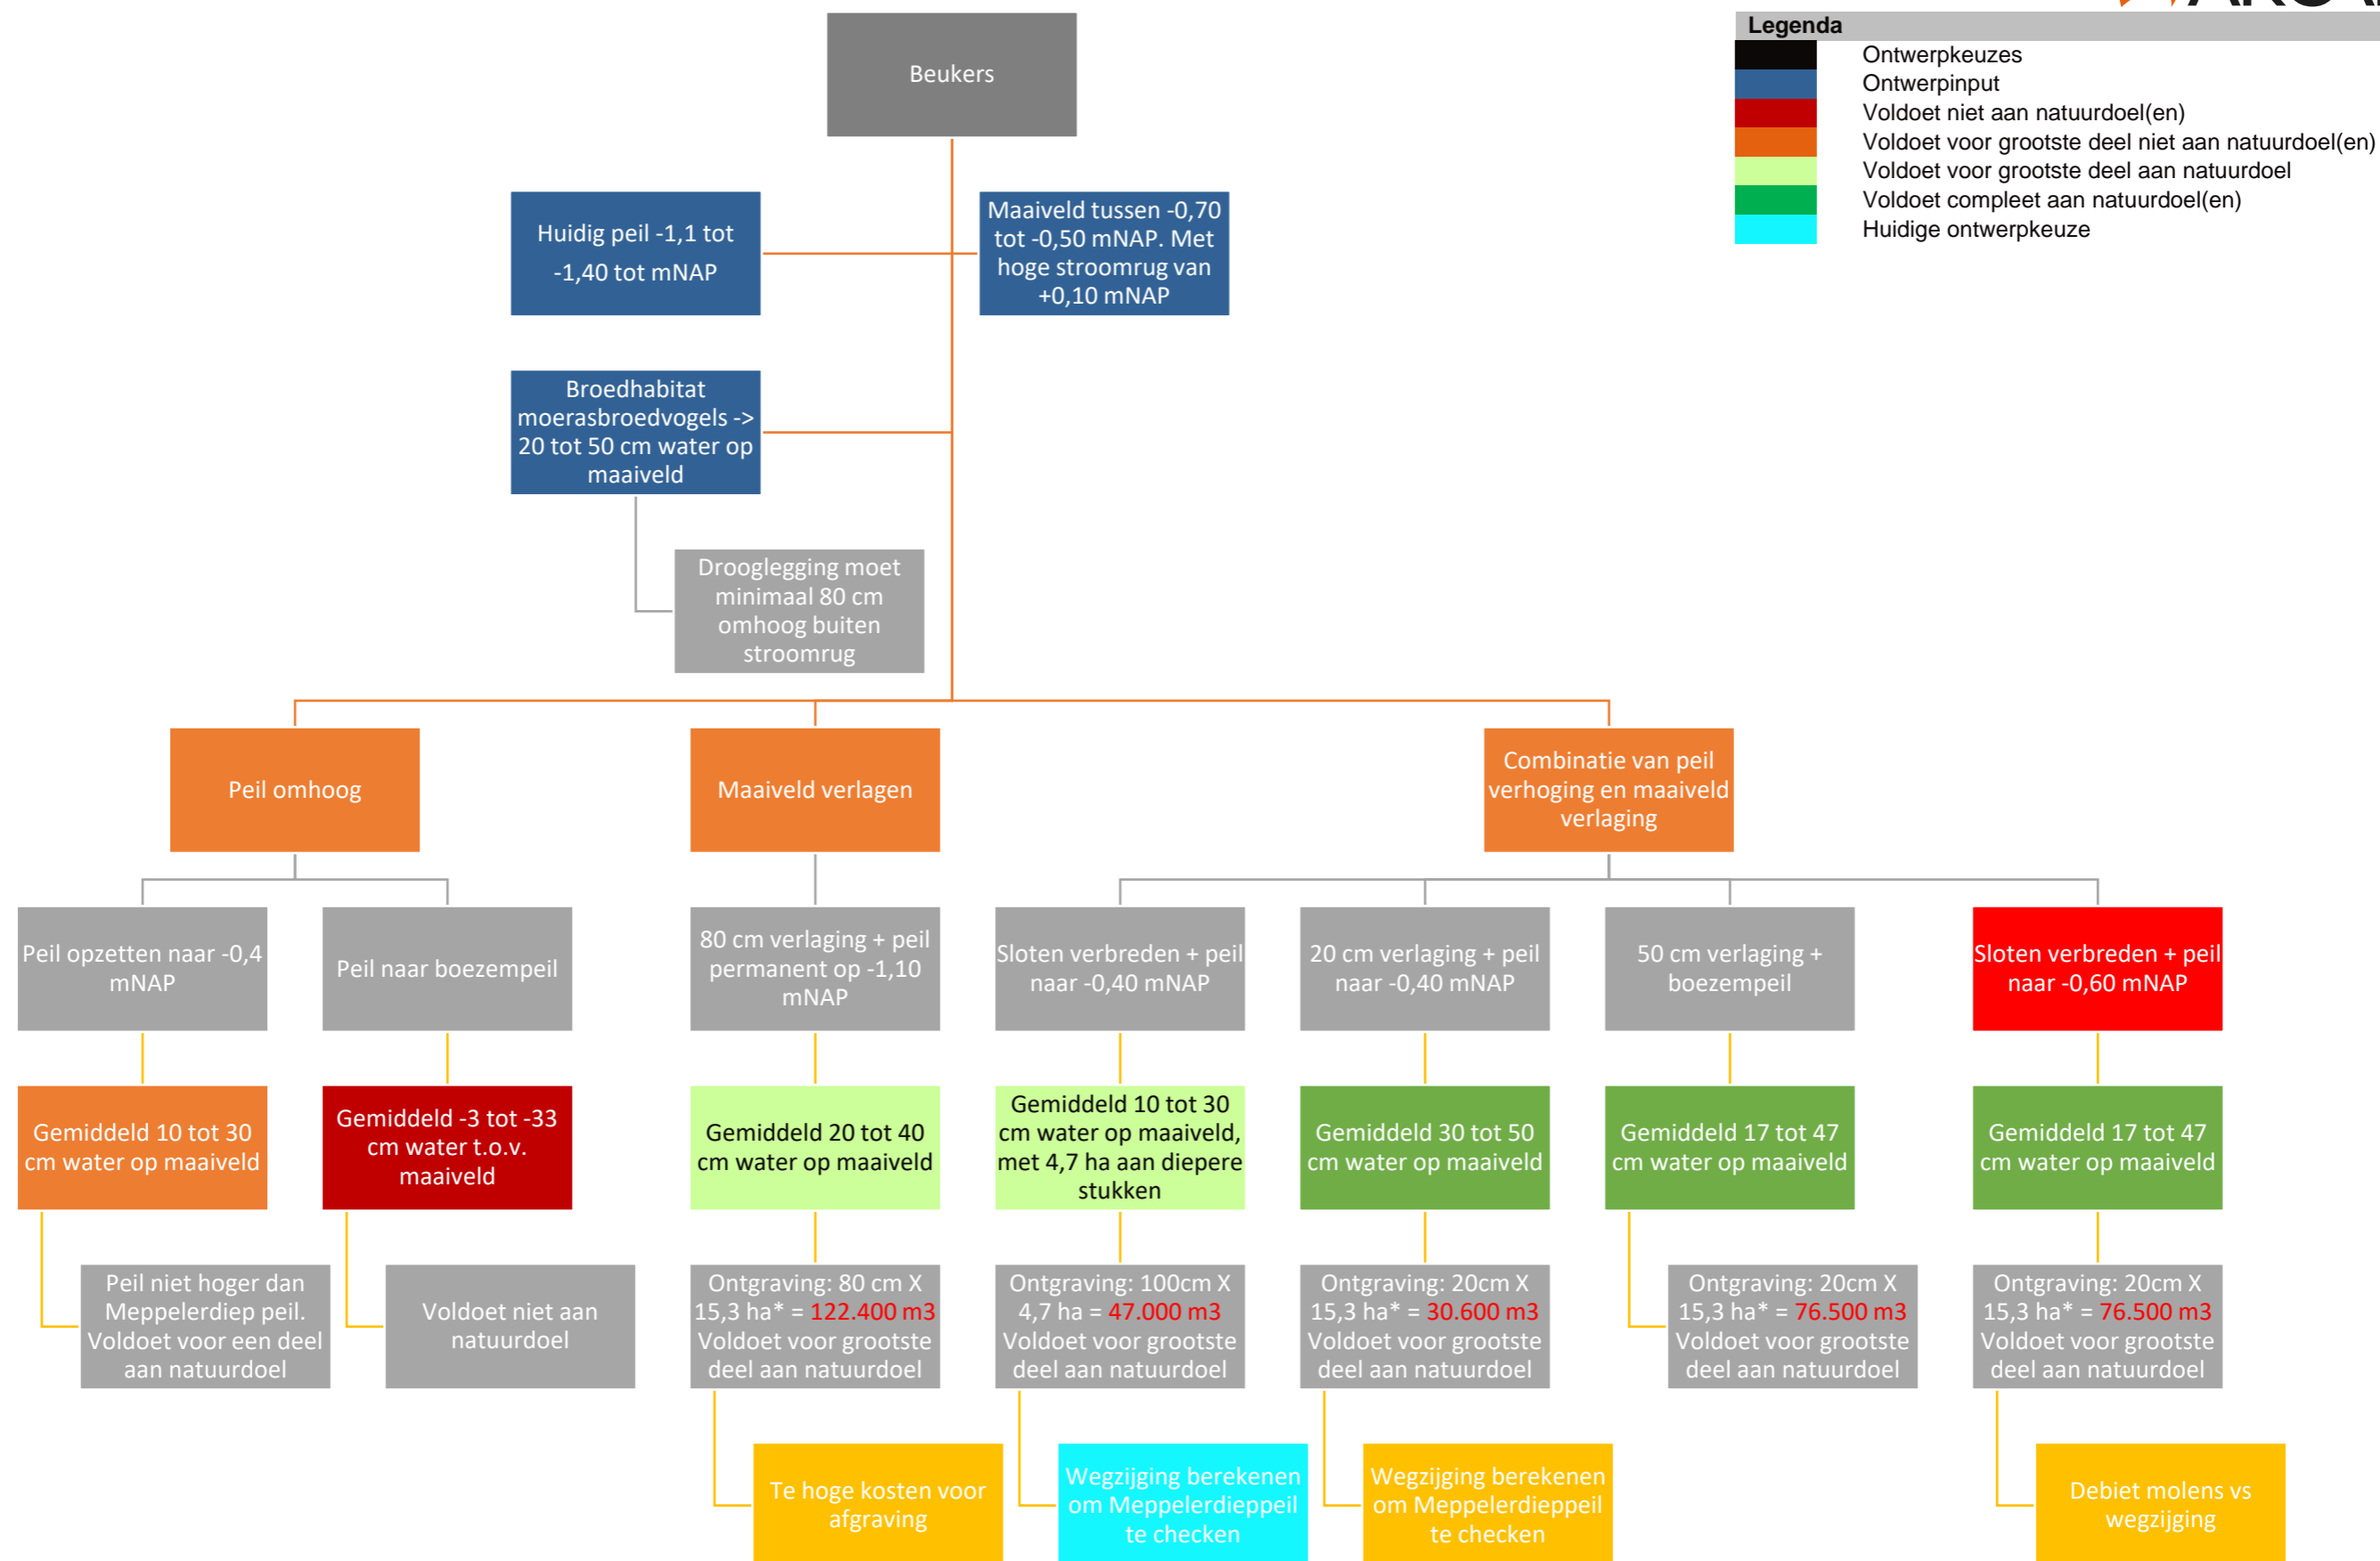 Legenda
Ontwerpkeuzes
Ontwerpinput
Voldoet niet aan natuurdoel(en)
Voldoet voor grootste deel niet aan natuurdoel(en)
Voldoet voor grootste deel aan natuurdoel
Voldoet compleet aan natuurdoel(en)
Huidige ontwerpkeuze
Beukers
Huidig peil -1,1 tot
-1,40 tot mNAP
Maaiveld tussen -0,70
tot -0,50 mNAP. Met
hoge stroomrug van
+0,10 mNAP
Broedhabitat
moerasbroedvogels ->
20 tot 50 cm water op
maaiveld
Drooglegging moet
minimaal 80 cm
omhoog buiten
stroomrug
Peil omhoog
Maaiveld verlagen
Combinatie van peil
verhoging en maaiveld
verlaging
Peil opzetten naar -0,4
mNAP
Peil naar boezempeil
80 cm verlaging + peil
permanent op -1,10
mNAP
Sloten verbreden + peil
naar -0,40 mNAP
20 cm verlaging + peil
naar -0,40 mNAP
50 cm verlaging +
boezempeil
Sloten verbreden + peil
naar -0,60 mNAP
Gemiddeld 10 tot 30
cm water op maaiveld
Gemiddeld -3 tot -33
cm water t.o.v.
maaiveld
Gemiddeld 20 tot 40
cm water op maaiveld
Gemiddeld 10 tot 30
cm water op maaiveld,
met 4,7 ha aan diepere
stukken
Gemiddeld 30 tot 50
cm water op maaiveld
Gemiddeld 17 tot 47
cm water op maaiveld
Gemiddeld 17 tot 47
cm water op maaiveld
Peil niet hoger dan
Meppelerdiep peil.
Voldoet voor een deel
aan natuurdoel
Voldoet niet aan
natuurdoel
Ontgraving: 80 cm X
15,3 ha* = 122.400 m3
Voldoet voor grootste
deel aan natuurdoel
Ontgraving: 100cm X
4,7 ha = 47.000 m3
Voldoet voor grootste
deel aan natuurdoel
Ontgraving: 20cm X
15,3 ha* = 30.600 m3
Voldoet voor grootste
deel aan natuurdoel
Ontgraving: 20cm X
15,3 ha* = 76.500 m3
Voldoet voor grootste
deel aan natuurdoel
Ontgraving: 20cm X
15,3 ha* = 76.500 m3
Voldoet voor grootste
deel aan natuurdoel
Te hoge kosten voor
afgraving
Wegzijging berekenen
om Meppelerdieppeil
te checken
Wegzijging berekenen
om Meppelerdieppeil
te checken
Debiet molens vs
wegzijging